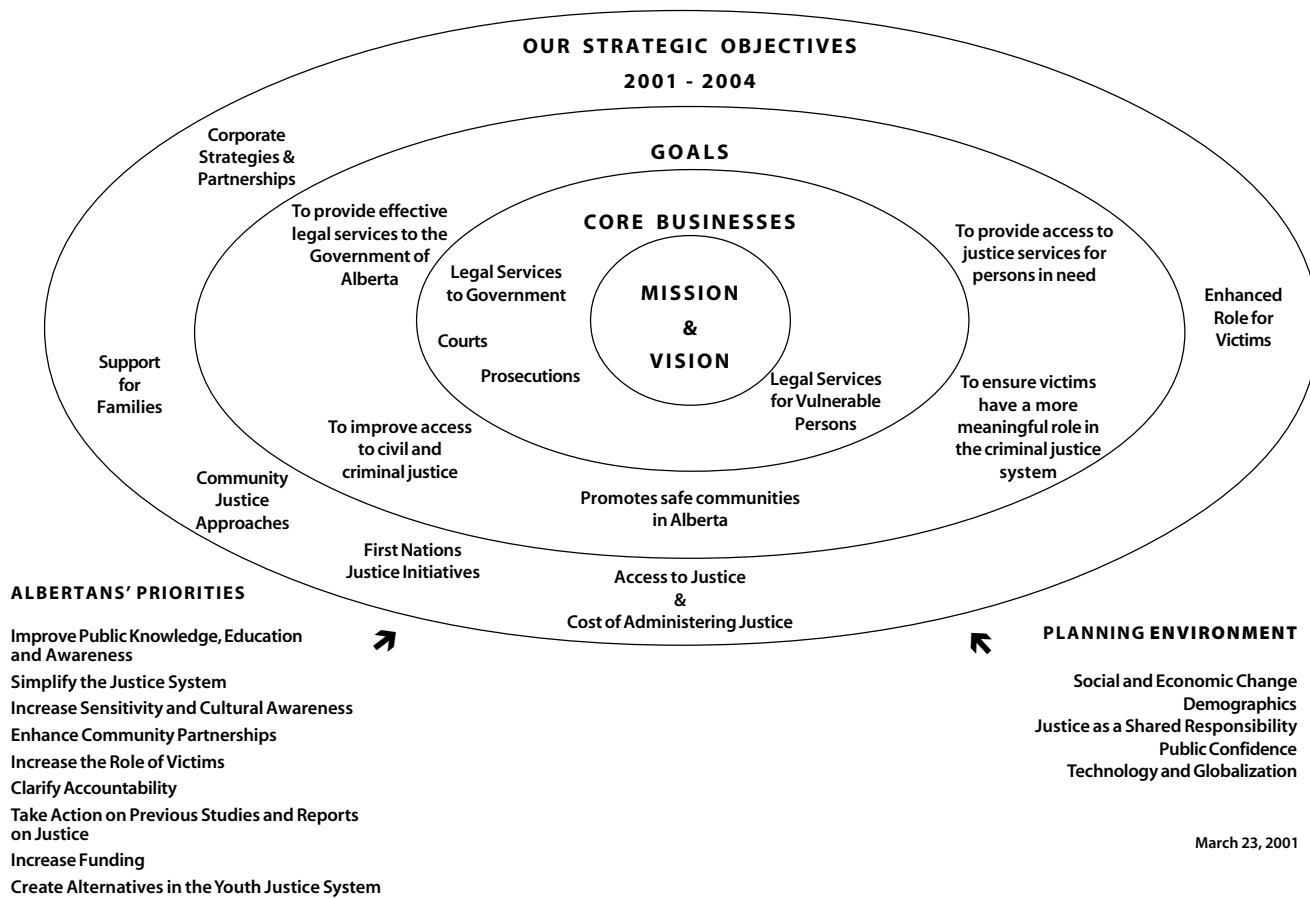 OUR STRATEGIC OBJECTIVES
2001 - 2004
Corporate
Strategies &
Partnerships
Support
for
Families
Community
Justice
Approaches
First Nations
Justice Initiatives
Access to Justice
&
Cost of Administering Justice
Enhanced
Role for
Victims
GOALS
To provide effective
legal services to the
Government of
Alberta
To improve access
to civil and
criminal justice
Promotes safe communities
in Alberta
To provide access to
justice services for
persons in need
To ensure victims
have a more
meaningful role in
the criminal justice
system
CORE BUSINESSES
Legal Services
to Government
Courts
Prosecutions
Legal Services
for Vulnerable
Persons
MISSION
&
VISION
ALBERTANS' PRIORITIES
Improve Public Knowledge, Education
and Awareness
Simplify the Justice System
Increase Sensitivity and Cultural Awareness
Enhance Community Partnerships
Increase the Role of Victims
Clarify Accountability
Take Action on Previous Studies and Reports
on Justice
Increase Funding
Create Alternatives in the Youth Justice System
PLANNING ENVIRONMENT
Social and Economic Change
Demographics
Justice as a Shared Responsibility
Public Confidence
Technology and Globalization
March 23, 2001